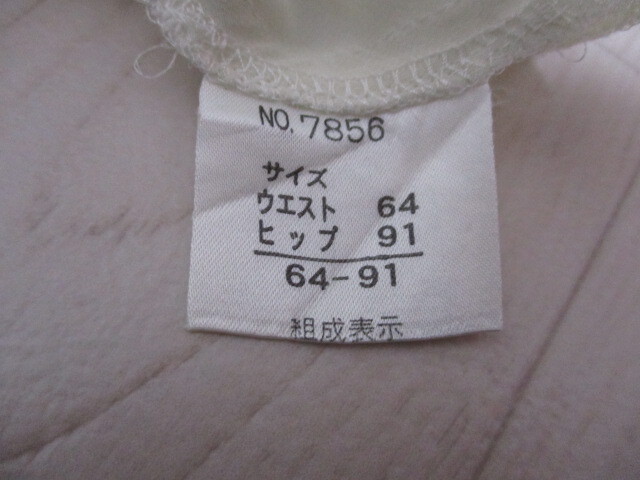 NO.7856
サイズ
ウエスト 64
ヒップ 91
64-91
組成表示